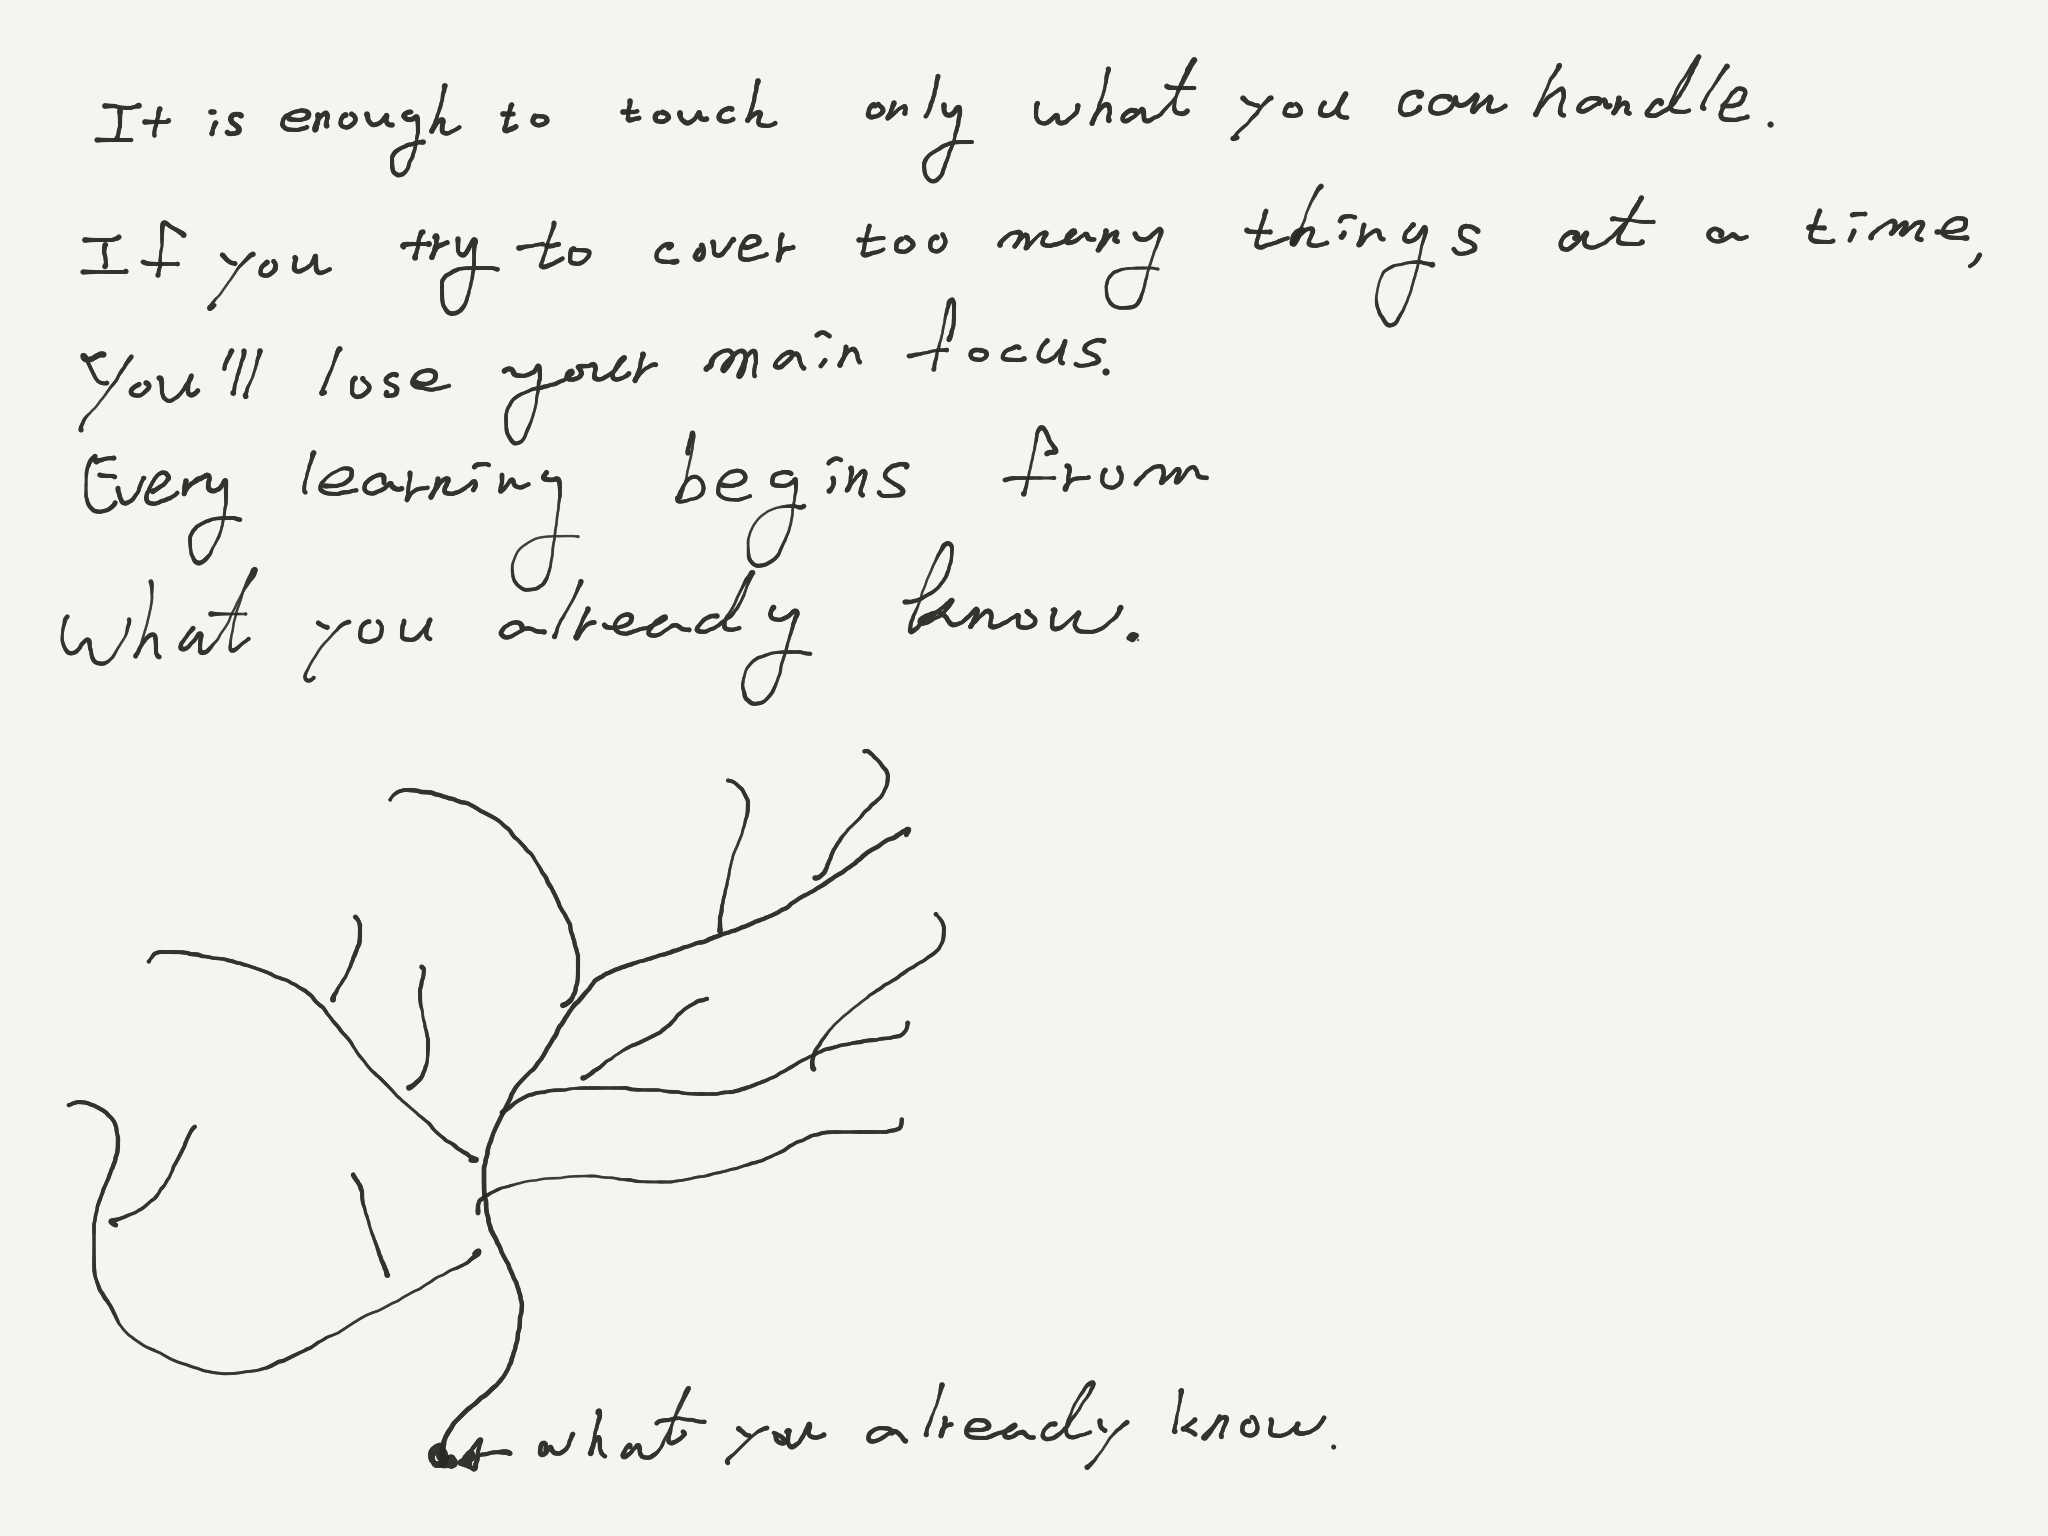 It is enough to touch only what you can handle.
If you try to cover too many things at a time,
You'll lose your main focus.
Every learning begins from
what you already know.
what you already know.